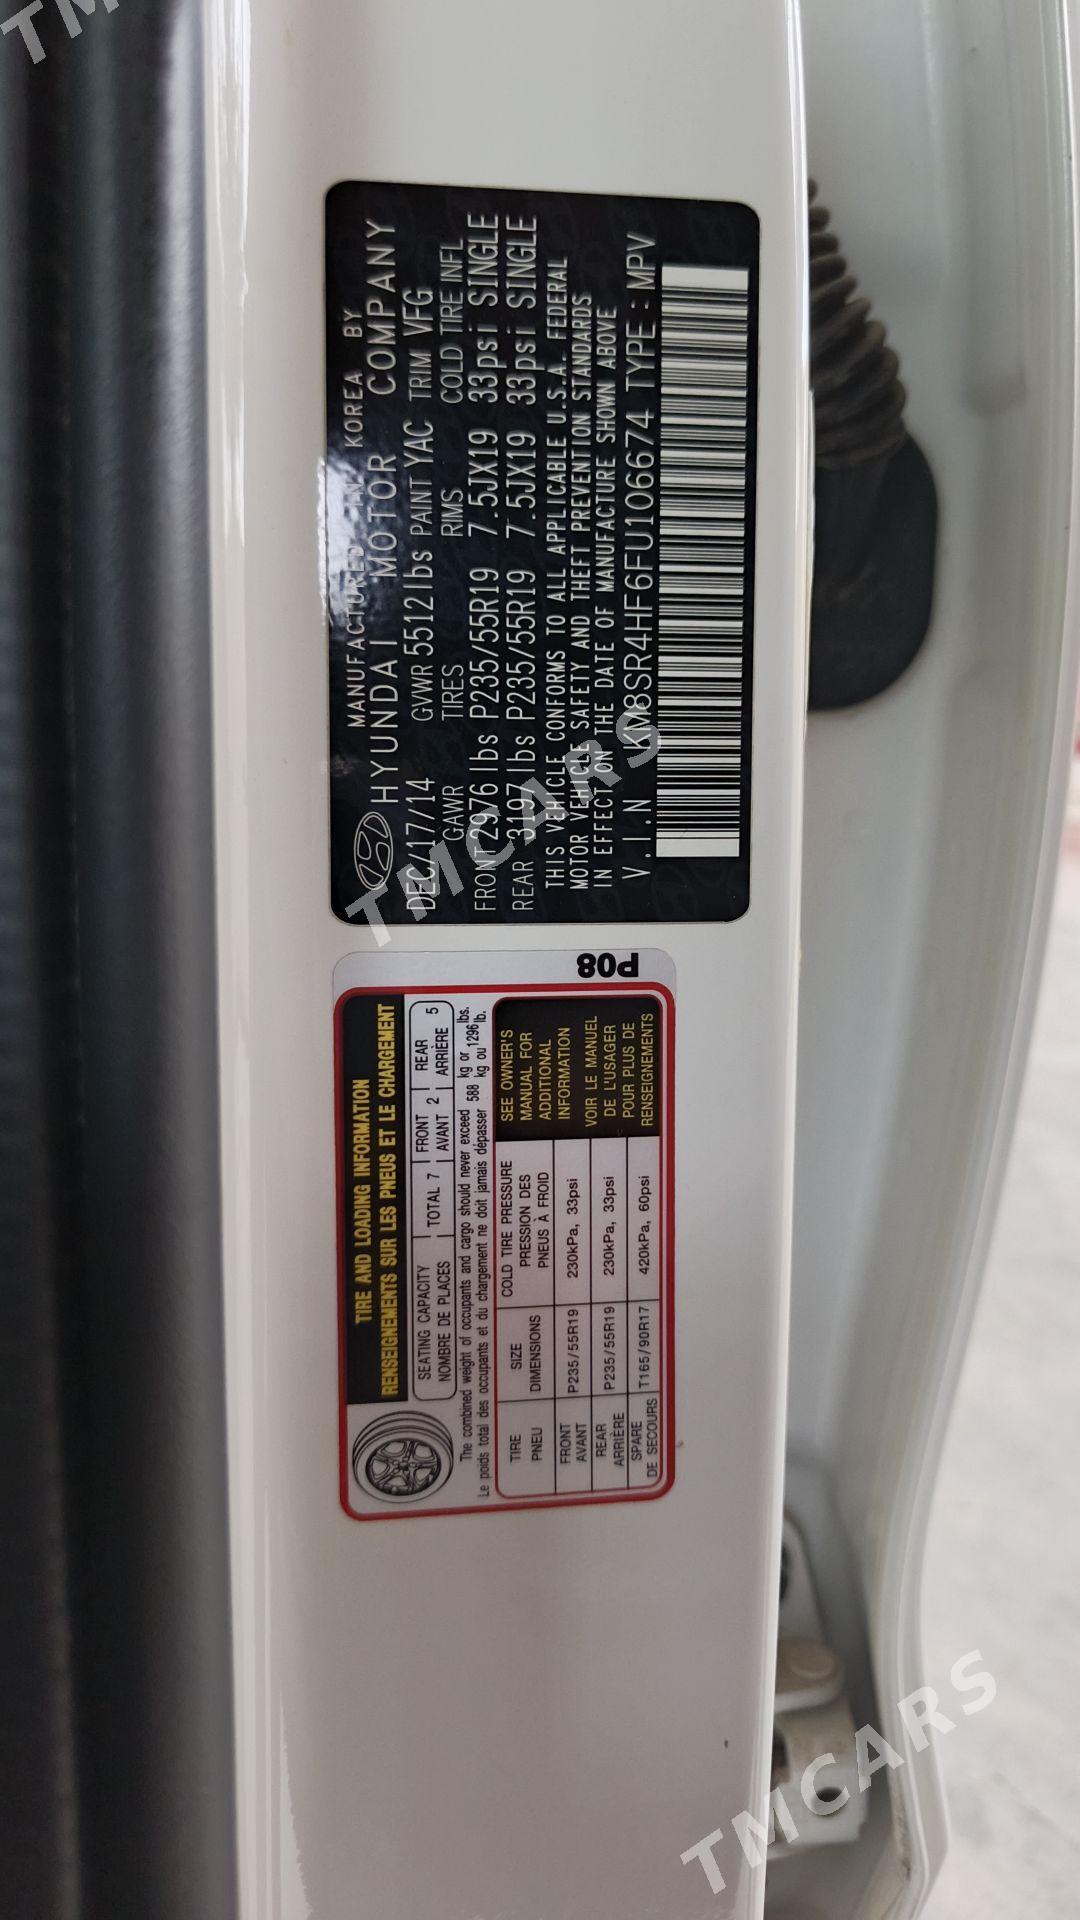 MANUFACTURED IN KOREA BY
HYUNDAI MOTOR COMPANY
DEC/17/14 GVWR 5512lbs PAINT YAC TRIM VFG
GAWR TIRES RIMS COLD TIRE INFL
FRONT 2976 lbs P235/55R19 7.5JX19 33psi SINGLE
REAR 3197 lbs P235/55R19 7.5JX19 33psi SINGLE
THIS VEHICLE CONFORMS TO ALL APPLICABLE U.S.A. FEDERAL
MOTOR VEHICLE SAFETY AND THEFT PREVENTION STANDARDS
IN EFFECT ON THE DATE OF MANUFACTURE SHOWN ABOVE
V.I.N KM8SR4HF6FU106674 TYPE : MPV
P08
TIRE AND LOADING INFORMATION
RENSEIGNEMENTS SUR LES PNEUS ET LE CHARGEMENT
SEATING CAPACITY
NOMBRE DE PLACES
TOTAL 7
FRONT
AVANT 2
REAR
ARRIÈRE 5
The combined weight of occupants and cargo should never exceed 588 kg or 1296 lbs.
Le poids total des occupants et du chargement ne doit jamais dépasser kg ou lb.
TIRE
PNEU
SIZE
DIMENSIONS
COLD TIRE PRESSURE
PRESSION DES
PNEUS À FROID
FRONT
AVANT
P235/55R19
230kPa, 33psi
REAR
ARRIÈRE
P235/55R19
230kPa, 33psi
SPARE
DE SECOURS
T165/90R17
420kPa, 60psi
SEE OWNER'S
MANUAL FOR
ADDITIONAL
INFORMATION
VOIR LE MANUEL
DE L'USAGER
POUR PLUS DE
RENSEIGNEMENTS
TMCARS
TMCARS
TM